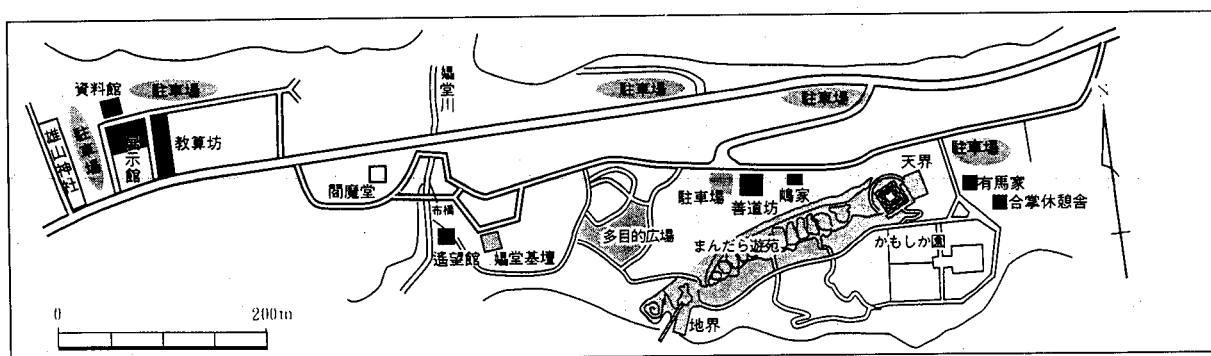 資料館
駐車場
駐車場
雄山神社
展示館
教算坊
閻魔堂
姥堂川
布橋
遙望館
姥堂基壇
駐車場
駐車場
多目的広場
駐車場
善道坊
嶋家
まんだら遊苑
天界
地界
駐車場
有馬家
合掌休憩舎
かもしか園
0
200m